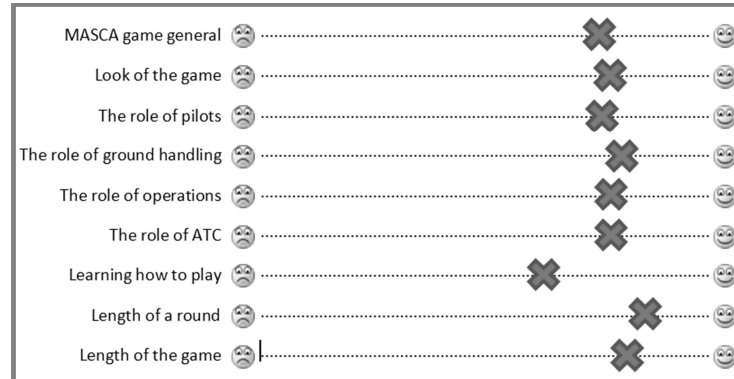 MASCA game general
Look of the game
The role of pilots
The role of ground handling
The role of operations
The role of ATC
Learning how to play
Length of a round
Length of the game